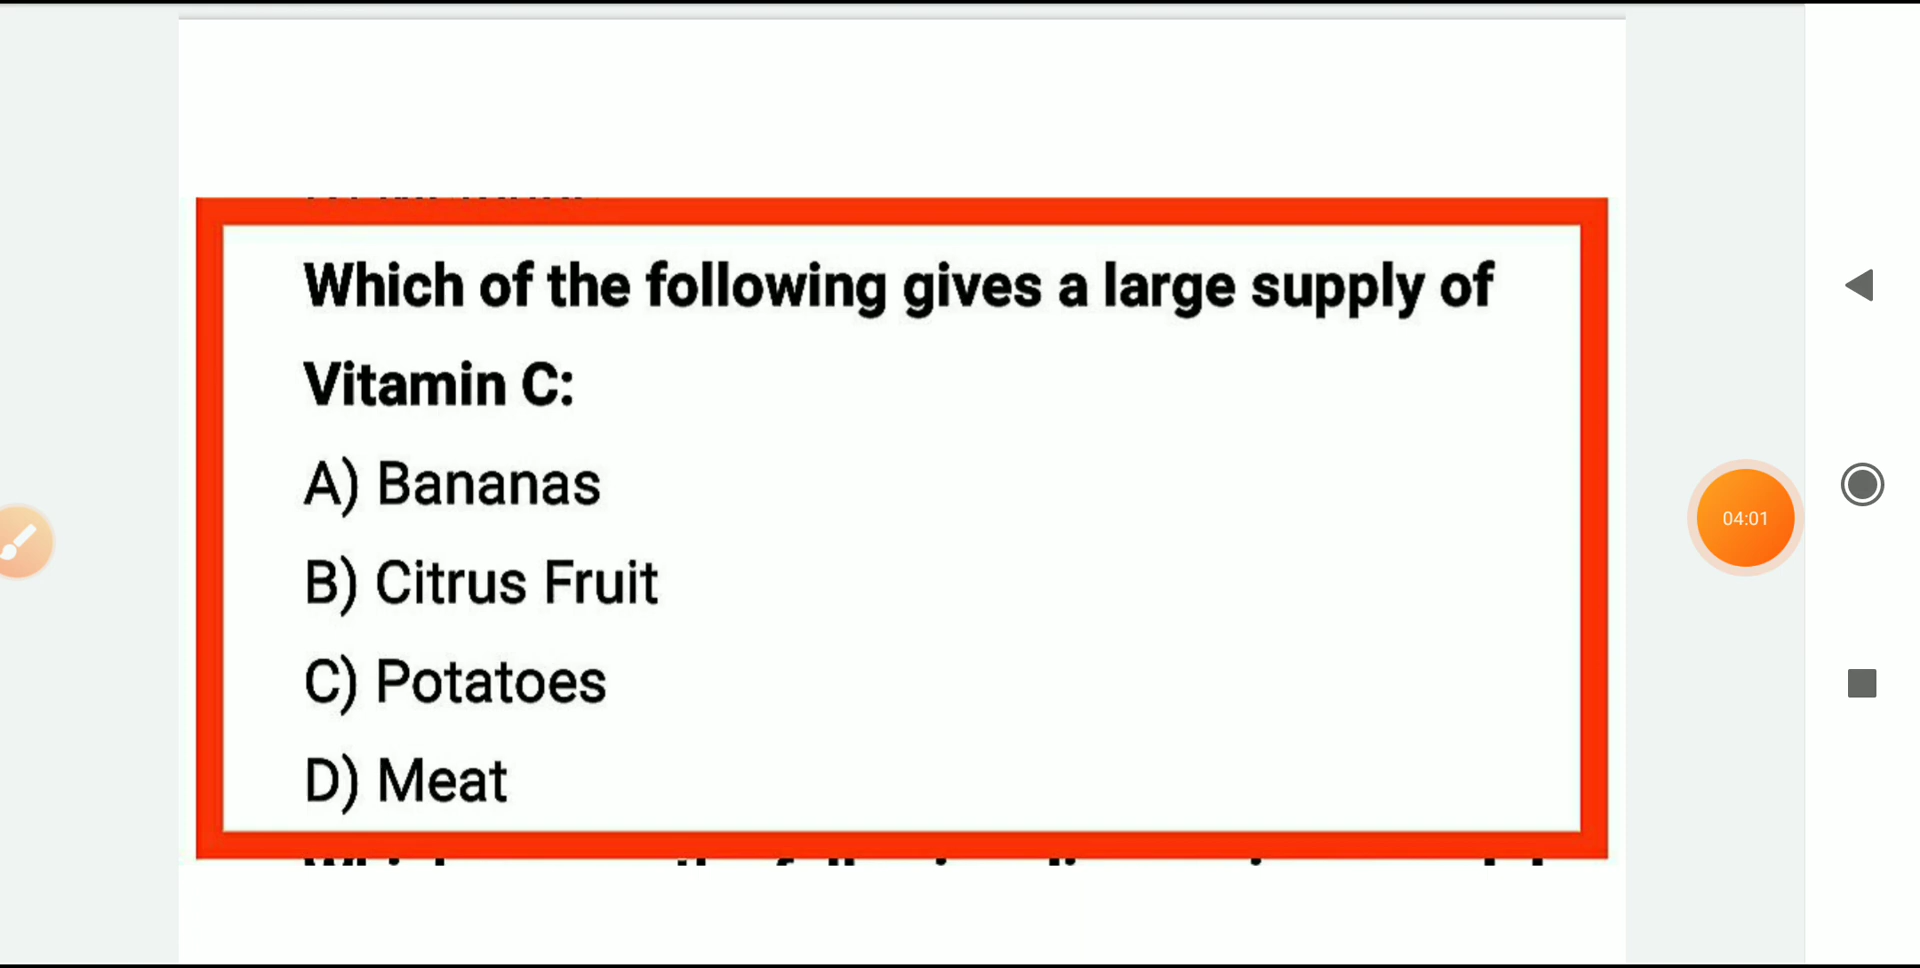 Which of the following gives a large supply of
Vitamin C:
A) Bananas
B) Citrus Fruit
C) Potatoes
D) Meat
04:01